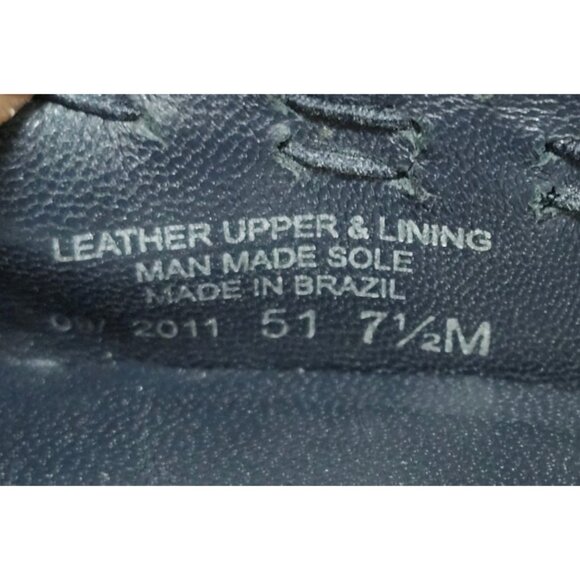 LEATHER UPPER & LINING
MAN MADE SOLE
MADE IN BRAZIL
2011 51 7½M